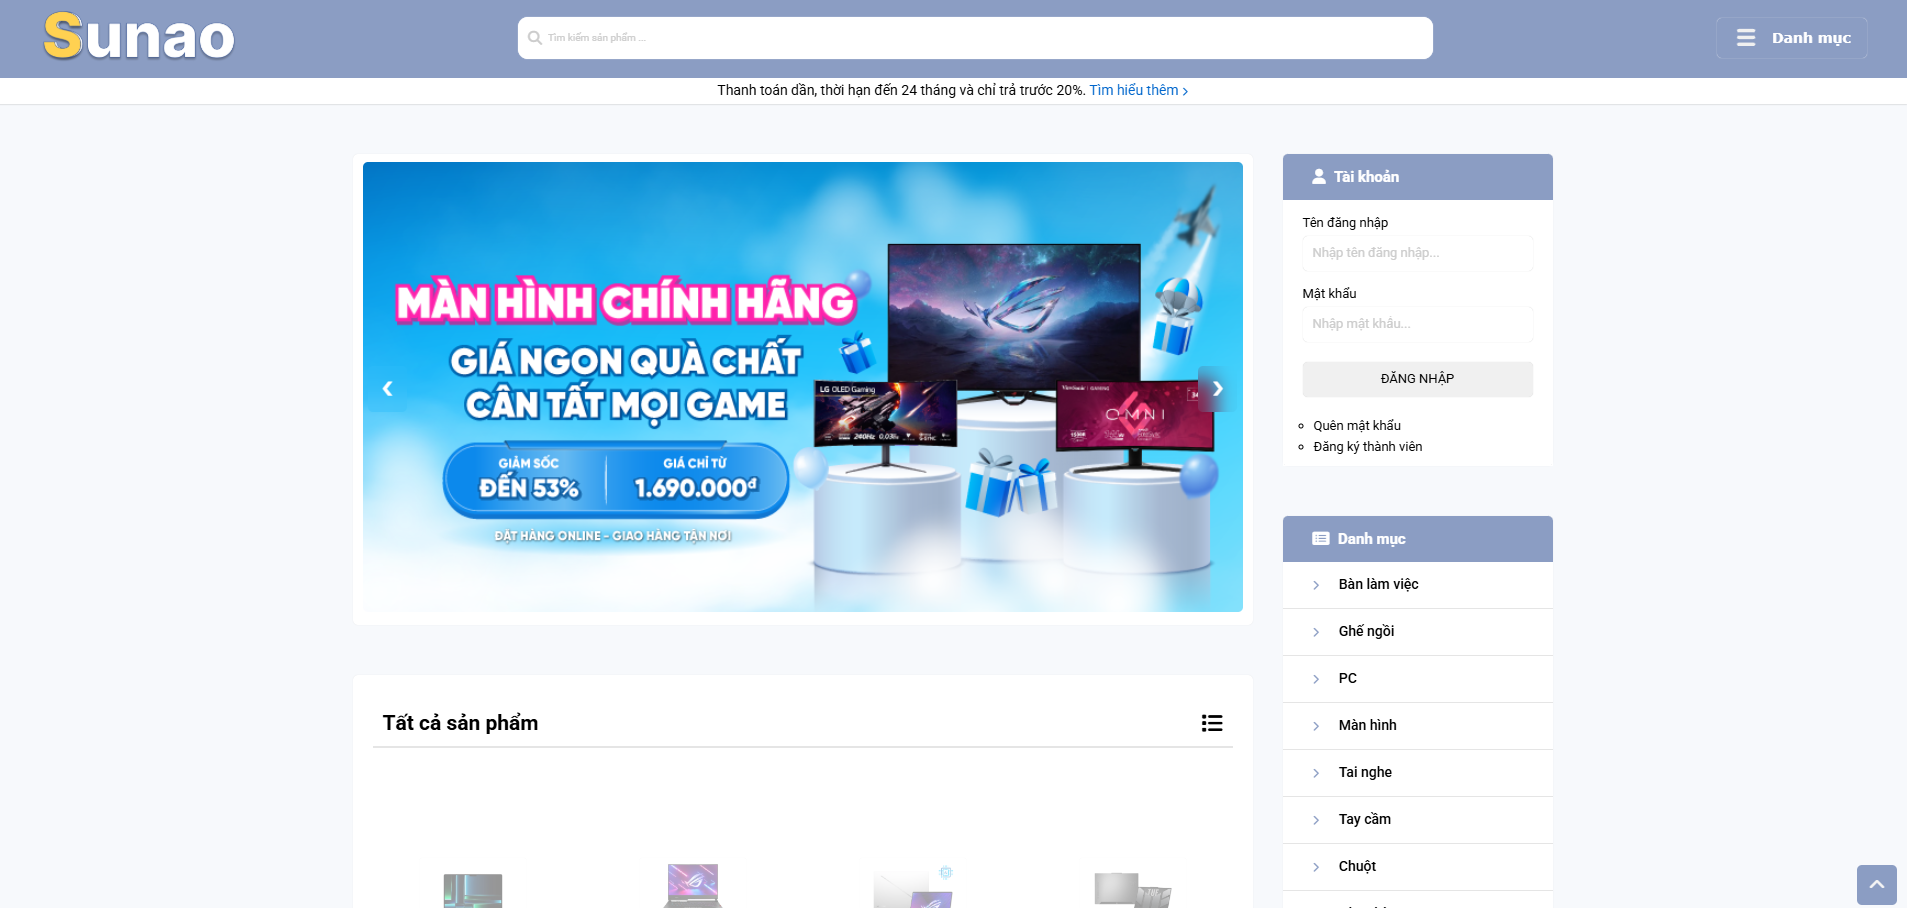 Sunao
Tìm kiếm sản phẩm ...
Danh mục
Thanh toán dần, thời hạn đến 24 tháng và chỉ trả trước 20%. Tìm hiểu thêm
MÀN HÌNH CHÍNH HÃNG
GIÁ NGON QUÀ CHẤT
CÂN TẤT MỌI GAME
GIẢM SỐC
ĐẾN 53%
GIÁ CHỈ TỪ
1.690.000đ
ĐẶT HÀNG ONLINE - GIAO HÀNG TẬN NƠI
LG OLED Gaming
240Hz 0,03
ViewSonic GAMING
34
OMNI
Tài khoản
Tên đăng nhập
Nhập tên đăng nhập...
Mật khẩu
Nhập mật khẩu...
ĐĂNG NHẬP
Quên mật khẩu
Đăng ký thành viên
Danh mục
Bàn làm việc
Ghế ngồi
PC
Màn hình
Tai nghe
Tay cầm
Chuột
Tất cả sản phẩm